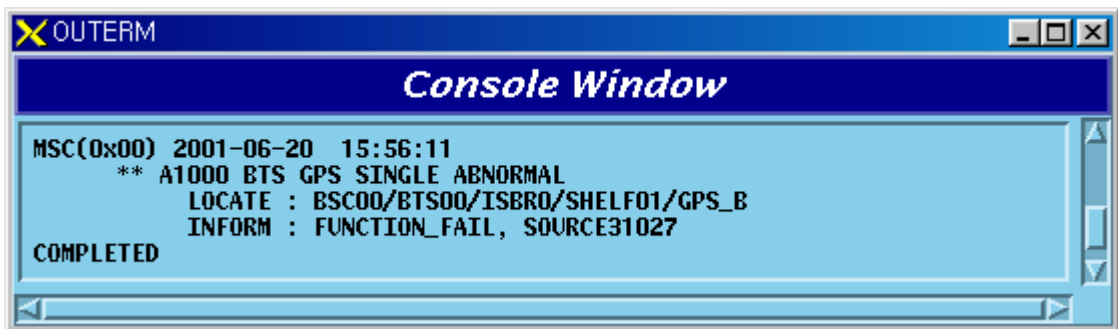 OUTERM
Console Window
MSC(0x00) 2001-06-20 15:56:11
** A1000 BTS GPS SINGLE ABNORMAL
LOCATE : BSC00/BTS00/ISBR0/SHELF01/GPS_B
INFORM : FUNCTION_FAIL, SOURCE31027
COMPLETED